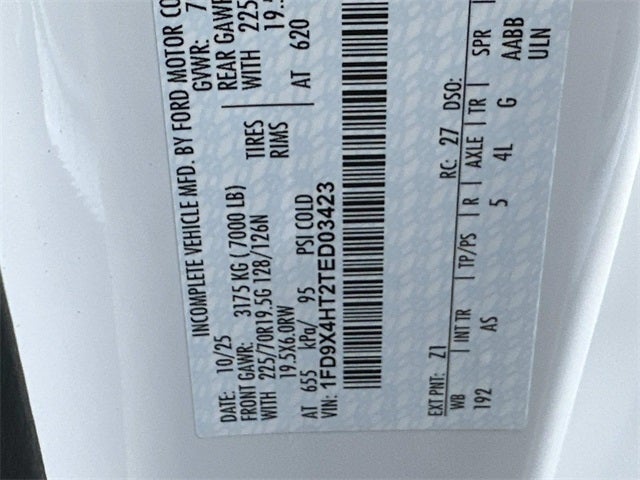 INCOMPLETE VEHICLE MFD. BY FORD MOTOR CO
DATE: 10/25 GVWR: 7
FRONT GAWR: 3175 KG ( 7000 LB) REAR GAWR
WITH 225/70R19.5G 128/126N TIRES WITH 225
19.5X6.0RW RIMS 19.5
AT 655 kPa/ 95 PSI COLD AT 620
VIN: 1FD9X4HT2TED03423
EXT PNT: Z1 RC: 27 DSO:
WB | INT TR | TP/PS | R | AXLE | TR | SPR
192 AS 5 4L G AABB
ULN